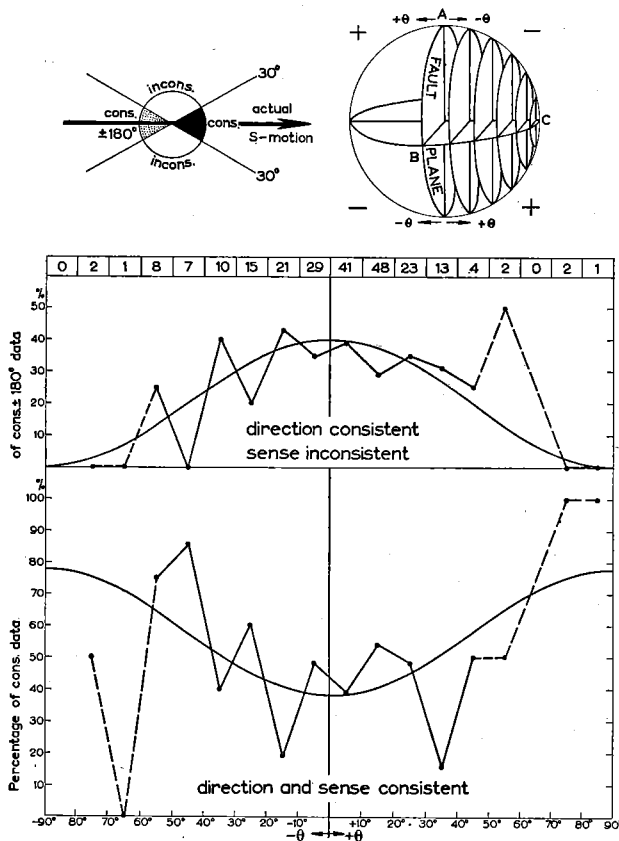 incons.
30°
cons.
±180°
cons.
actual
S-motion
incons.
30°
+θ A -θ
+ −
FAULT
PLANE
B
C
− +
-θ +θ
0 2 1 8 7 10 15 21 29 41 48 23 13 4 2 0 2 1
%
50
40
30
20
10
of cons.± 180° data
direction consistent
sense inconsistent
%
100
90
80
70
60
50
40
30
20
10
Percentage of cons. data
direction and sense consistent
-90° 80° 70° 60° 50° 40° 30° 20° -10° 0° +10° 20° 30° 40° 50° 60° 70° 80° 90°
-θ +θ